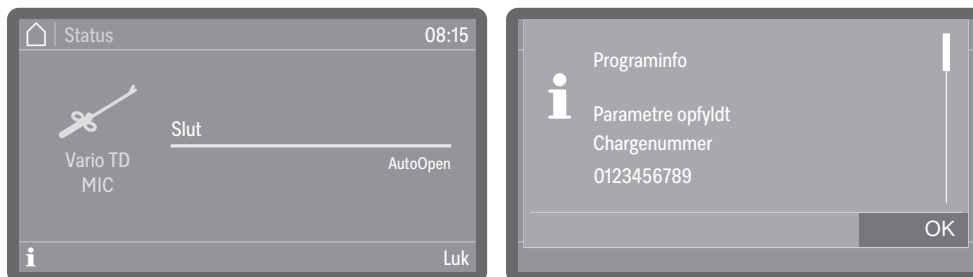 Status
08:15
Slut
AutoOpen
Vario TD
MIC
i
Luk
i
Programinfo
Parametre opfyldt
Chargenummer
0123456789
OK